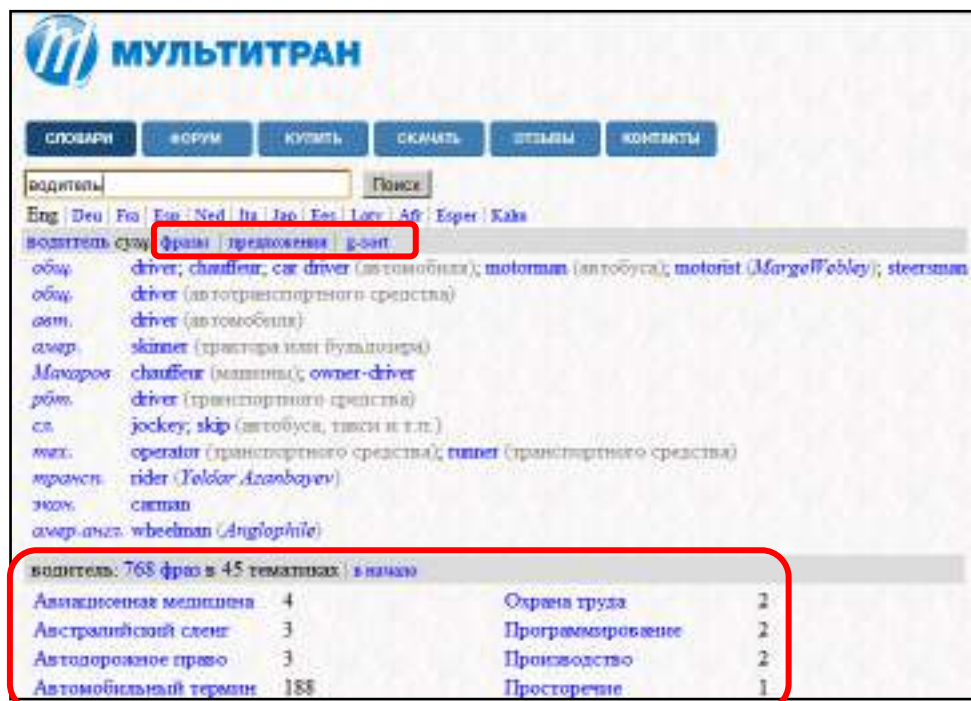 МУЛЬТИТРАН
СЛОВАРИ ФОРУМ КУПИТЬ СКАЧАТЬ ОТЗЫВЫ КОНТАКТЫ
водитель Поиск
Eng | Deu | Fra | Esp | Ned | Ita | Jap | Ees | Latv | Afr | Esper | Kalm
водитель сущ. фразы | предложения | g-sort
общ. driver; chauffeur; car driver (автомобиля); motorman (автобуса); motorist (MargeWebley); steersman
общ. driver (автотранспортного средства)
авт. driver (автомобиля)
амер. skinner (трактора или бульдозера)
Макаров chauffeur (машины); owner-driver
рбт. driver (транспортного средства)
сл. jockey; skip (автобуса, такси и т.п.)
тех. operator (транспортного средства); runner (транспортного средства)
трансп. rider (Yeldar Azanbayev)
экон. carman
амер.англ. wheelman (Anglophile)
водитель: 768 фраз в 45 тематиках | в начало
Авиационная медицина 4 Охрана труда 2
Австралийский сленг 3 Программирование 2
Автодорожное право 3 Производство 2
Автомобильный термин 188 Просторечие 1